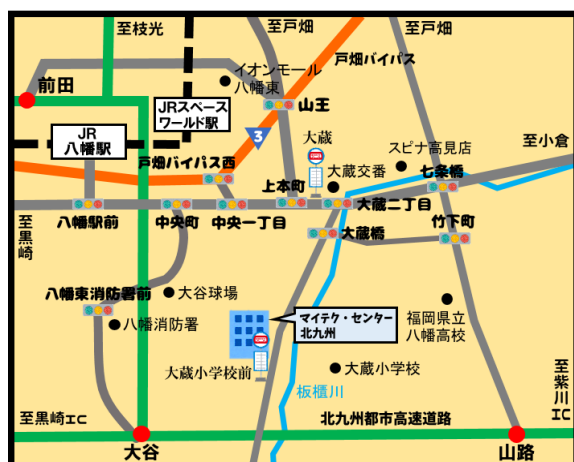 至枝光
至戸畑
至戸畑
戸畑バイパス
前田
イオンモール
八幡東
山王
JRスペース
ワールド駅
3
JR
八幡駅
大蔵
スピナ高見店
至小倉
戸畑バイパス西
大蔵交番
七条橋
上本町
至黒崎
八幡駅前
中央町
中央一丁目
大蔵二丁目
竹下町
大蔵橋
八幡東消防署前
大谷球場
マイテク・センター
北九州
八幡消防署
福岡県立
八幡高校
大蔵小学校前
大蔵小学校
板櫃川
至紫川IC
至黒崎IC
北九州都市高速道路
大谷
山路